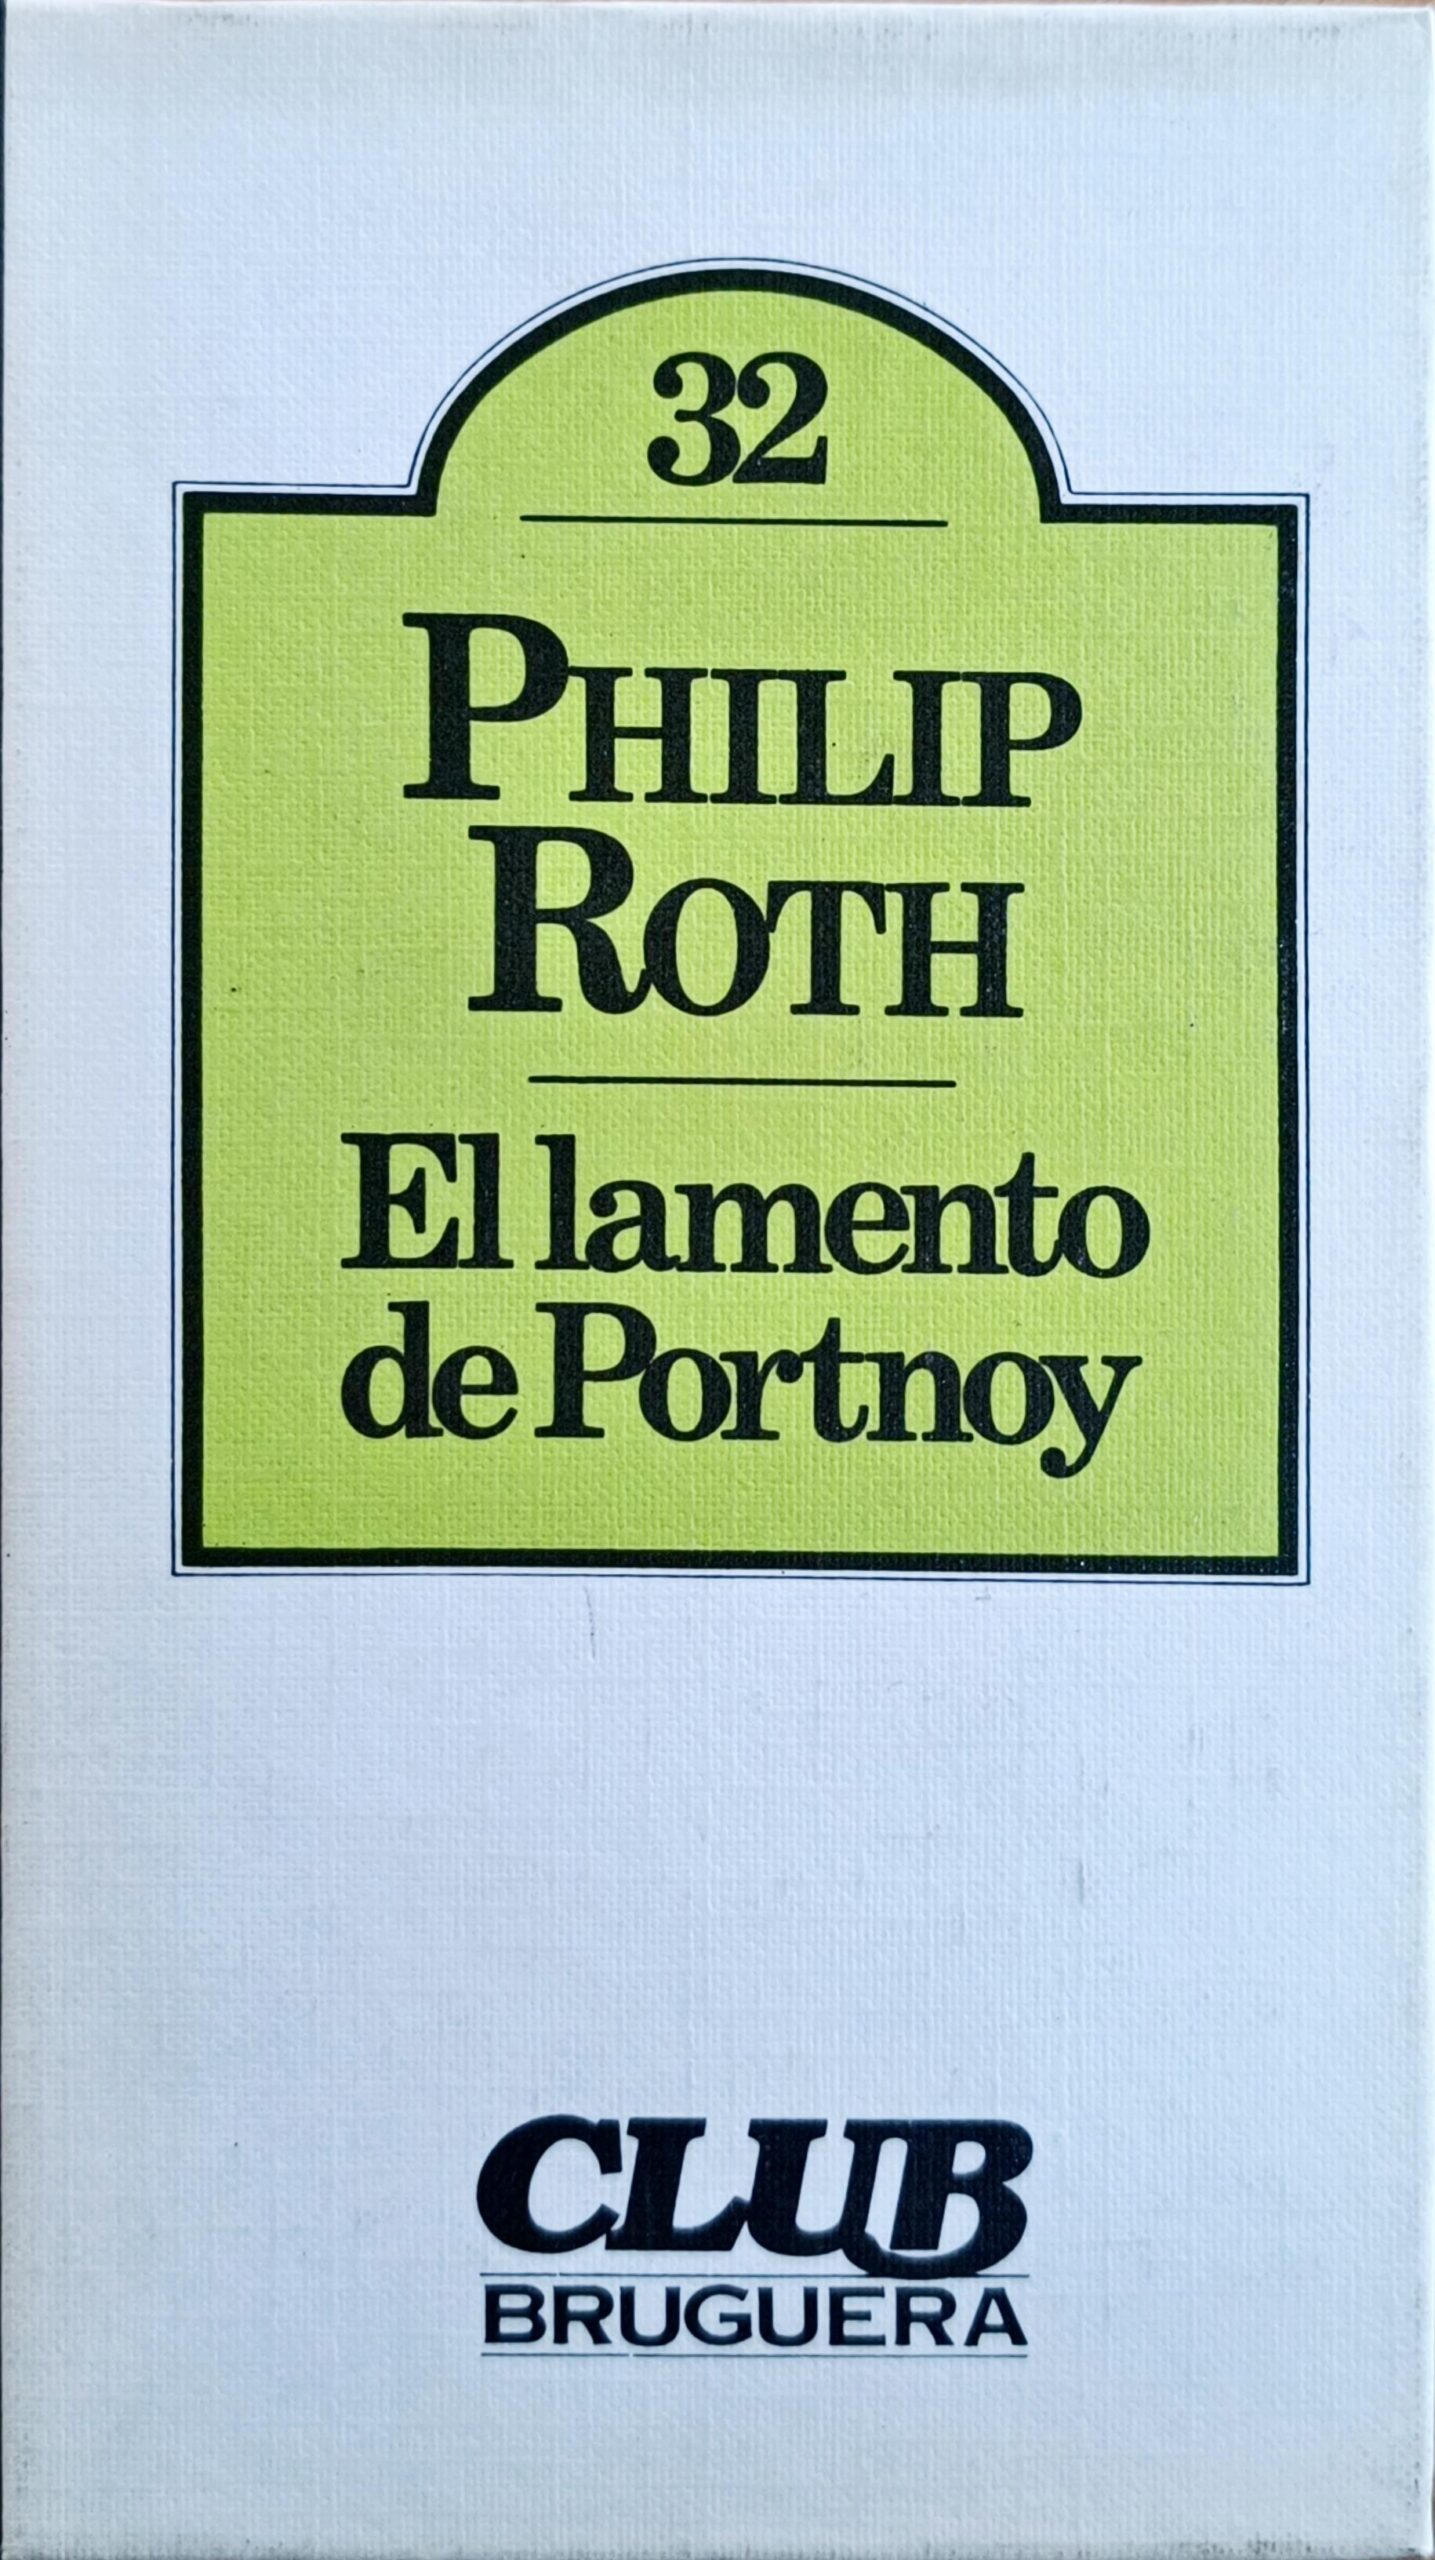 32
PHILIP
ROTH
El lamento
de Portnoy
CLUB
BRUGUERA